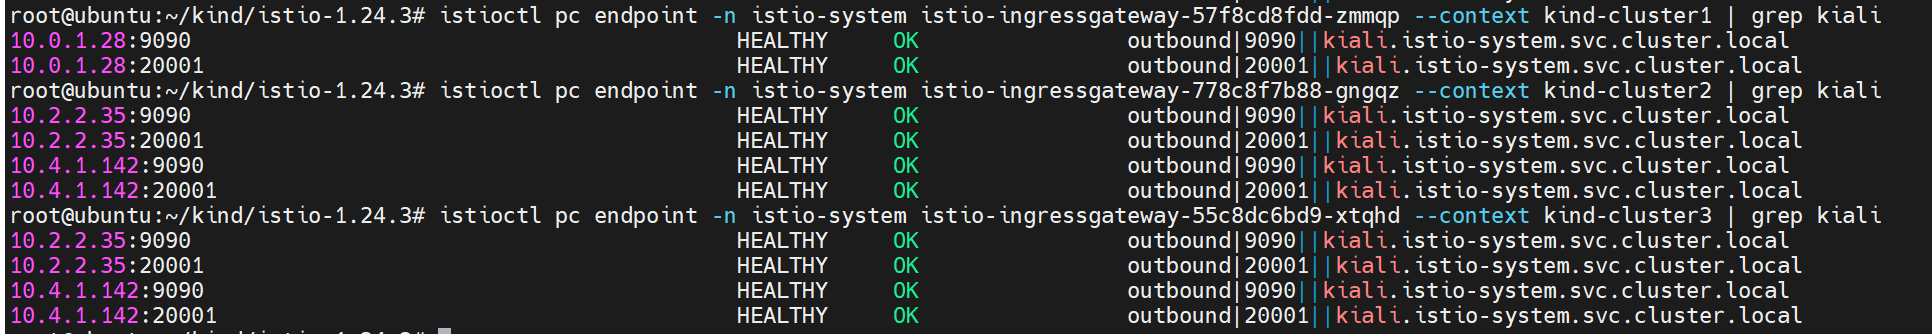 root@ubuntu:~/kind/istio-1.24.3# istioctl pc endpoint -n istio-system istio-ingressgateway-57f8cd8fdd-zmmqp --context kind-cluster1 | grep kiali
10.0.1.28:9090 HEALTHY OK outbound|9090||kiali.istio-system.svc.cluster.local
10.0.1.28:20001 HEALTHY OK outbound|20001||kiali.istio-system.svc.cluster.local
root@ubuntu:~/kind/istio-1.24.3# istioctl pc endpoint -n istio-system istio-ingressgateway-778c8f7b88-gngqz --context kind-cluster2 | grep kiali
10.2.2.35:9090 HEALTHY OK outbound|9090||kiali.istio-system.svc.cluster.local
10.2.2.35:20001 HEALTHY OK outbound|20001||kiali.istio-system.svc.cluster.local
10.4.1.142:9090 HEALTHY OK outbound|9090||kiali.istio-system.svc.cluster.local
10.4.1.142:20001 HEALTHY OK outbound|20001||kiali.istio-system.svc.cluster.local
root@ubuntu:~/kind/istio-1.24.3# istioctl pc endpoint -n istio-system istio-ingressgateway-55c8dc6bd9-xtqhd --context kind-cluster3 | grep kiali
10.2.2.35:9090 HEALTHY OK outbound|9090||kiali.istio-system.svc.cluster.local
10.2.2.35:20001 HEALTHY OK outbound|20001||kiali.istio-system.svc.cluster.local
10.4.1.142:9090 HEALTHY OK outbound|9090||kiali.istio-system.svc.cluster.local
10.4.1.142:20001 HEALTHY OK outbound|20001||kiali.istio-system.svc.cluster.local